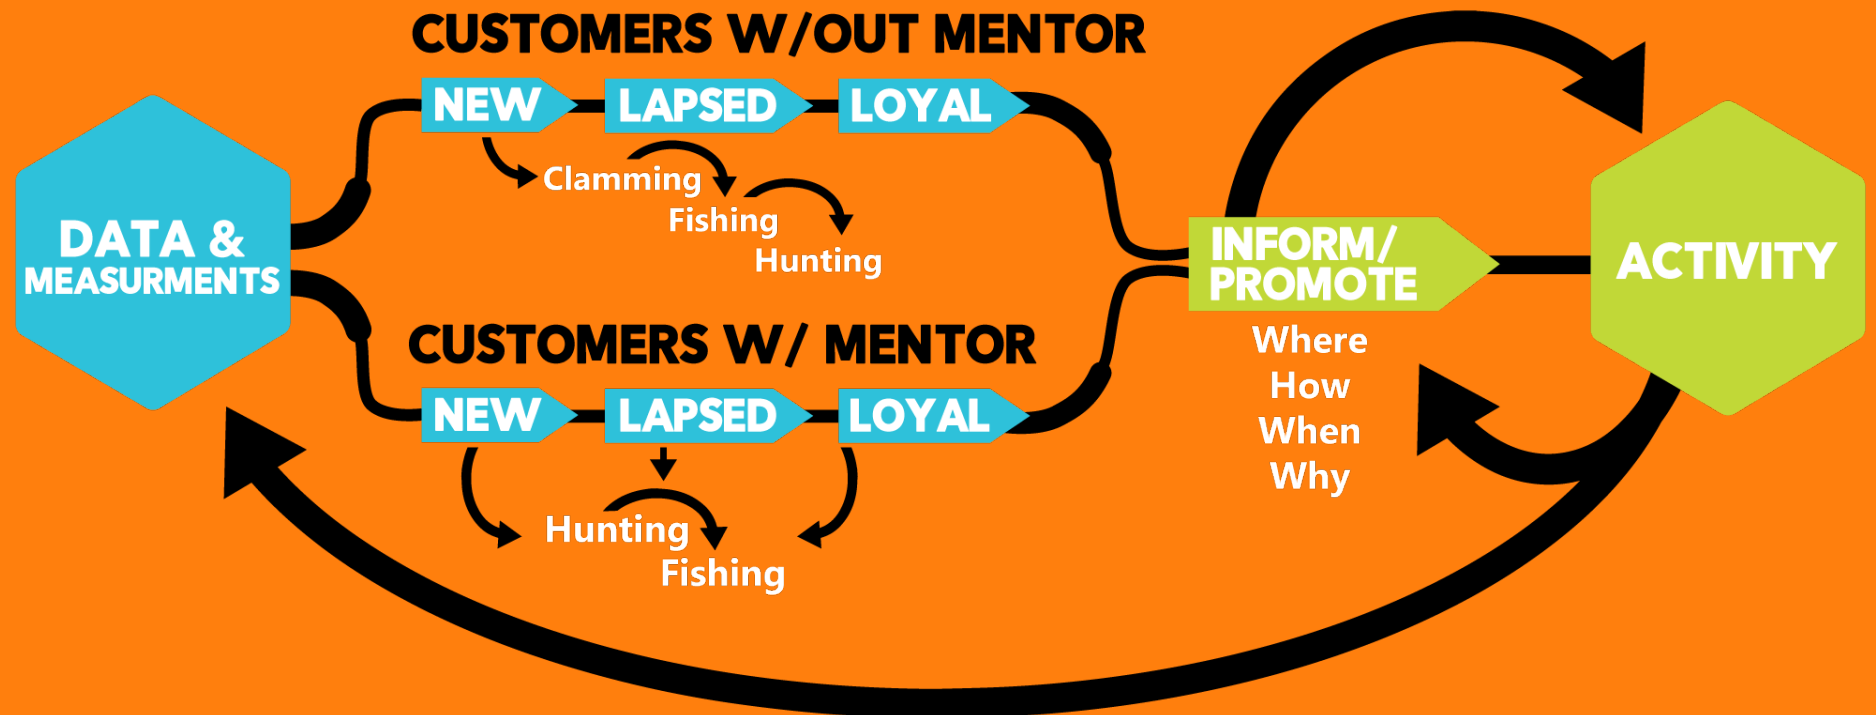 DATA &
MEASURMENTS
CUSTOMERS W/OUT MENTOR
NEW
LAPSED
LOYAL
Clamming
Fishing
Hunting
CUSTOMERS W/ MENTOR
NEW
LAPSED
LOYAL
Hunting
Fishing
INFORM/
PROMOTE
Where
How
When
Why
ACTIVITY